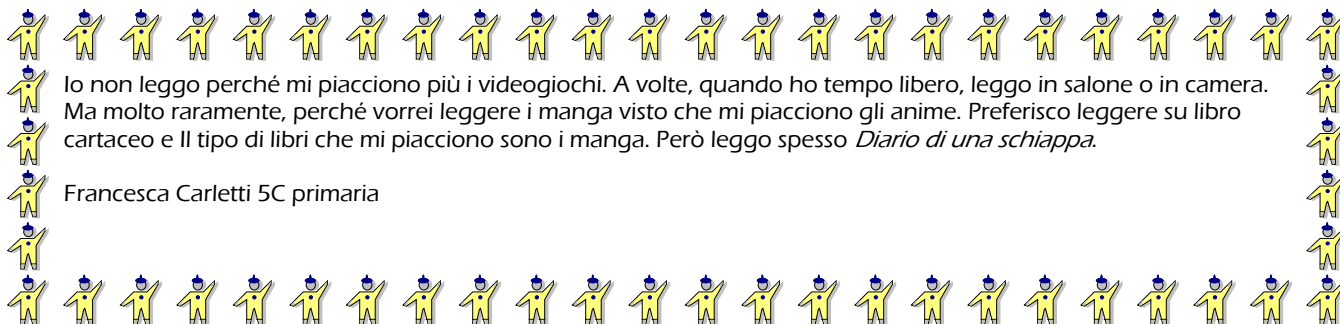 Io non leggo perché mi piacciono più i videogiochi. A volte, quando ho tempo libero, leggo in salone o in camera.
Ma molto raramente, perché vorrei leggere i manga visto che mi piacciono gli anime. Preferisco leggere su libro
cartaceo e Il tipo di libri che mi piacciono sono i manga. Però leggo spesso Diario di una schiappa.
Francesca Carletti 5C primaria